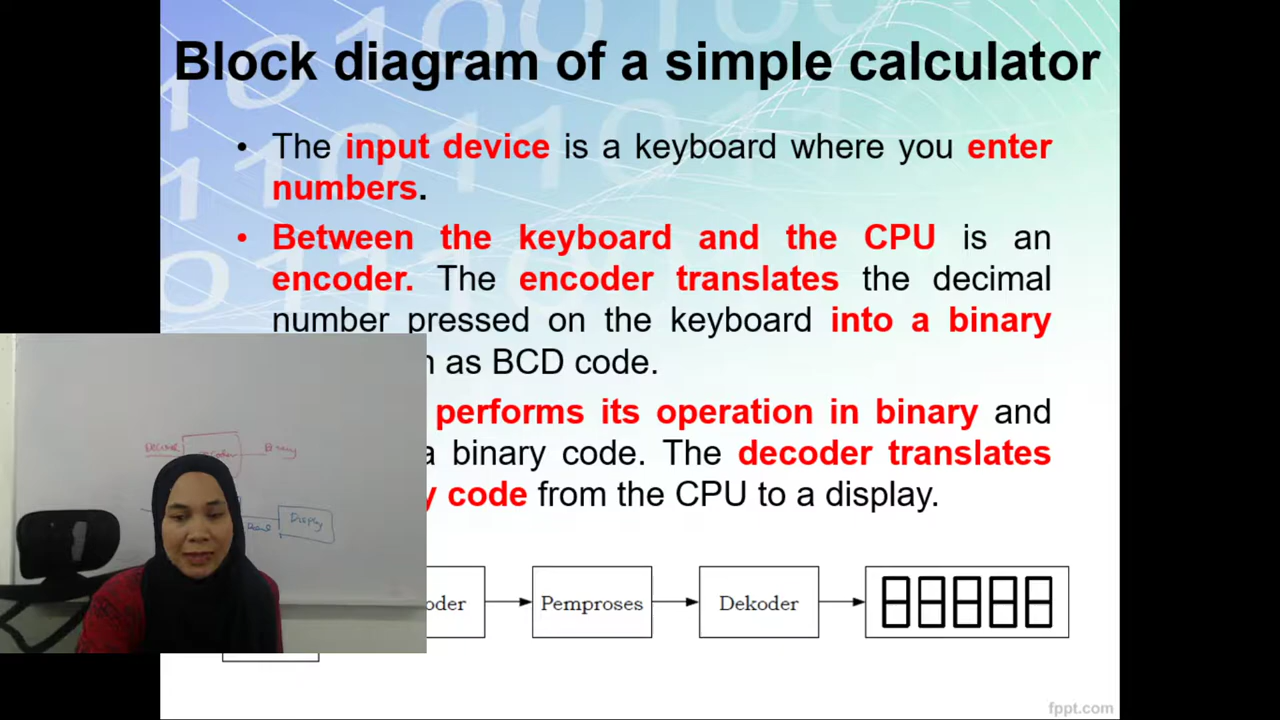 Block diagram of a simple calculator
• The input device is a keyboard where you enter
numbers.
• Between the keyboard and the CPU is an
encoder. The encoder translates the decimal
number pressed on the keyboard into a binary
as BCD code.
performs its operation in binary and
a binary code. The decoder translates
code from the CPU to a display.
Decimal Binary
Display
Pemproses Dekoder
fppt.com